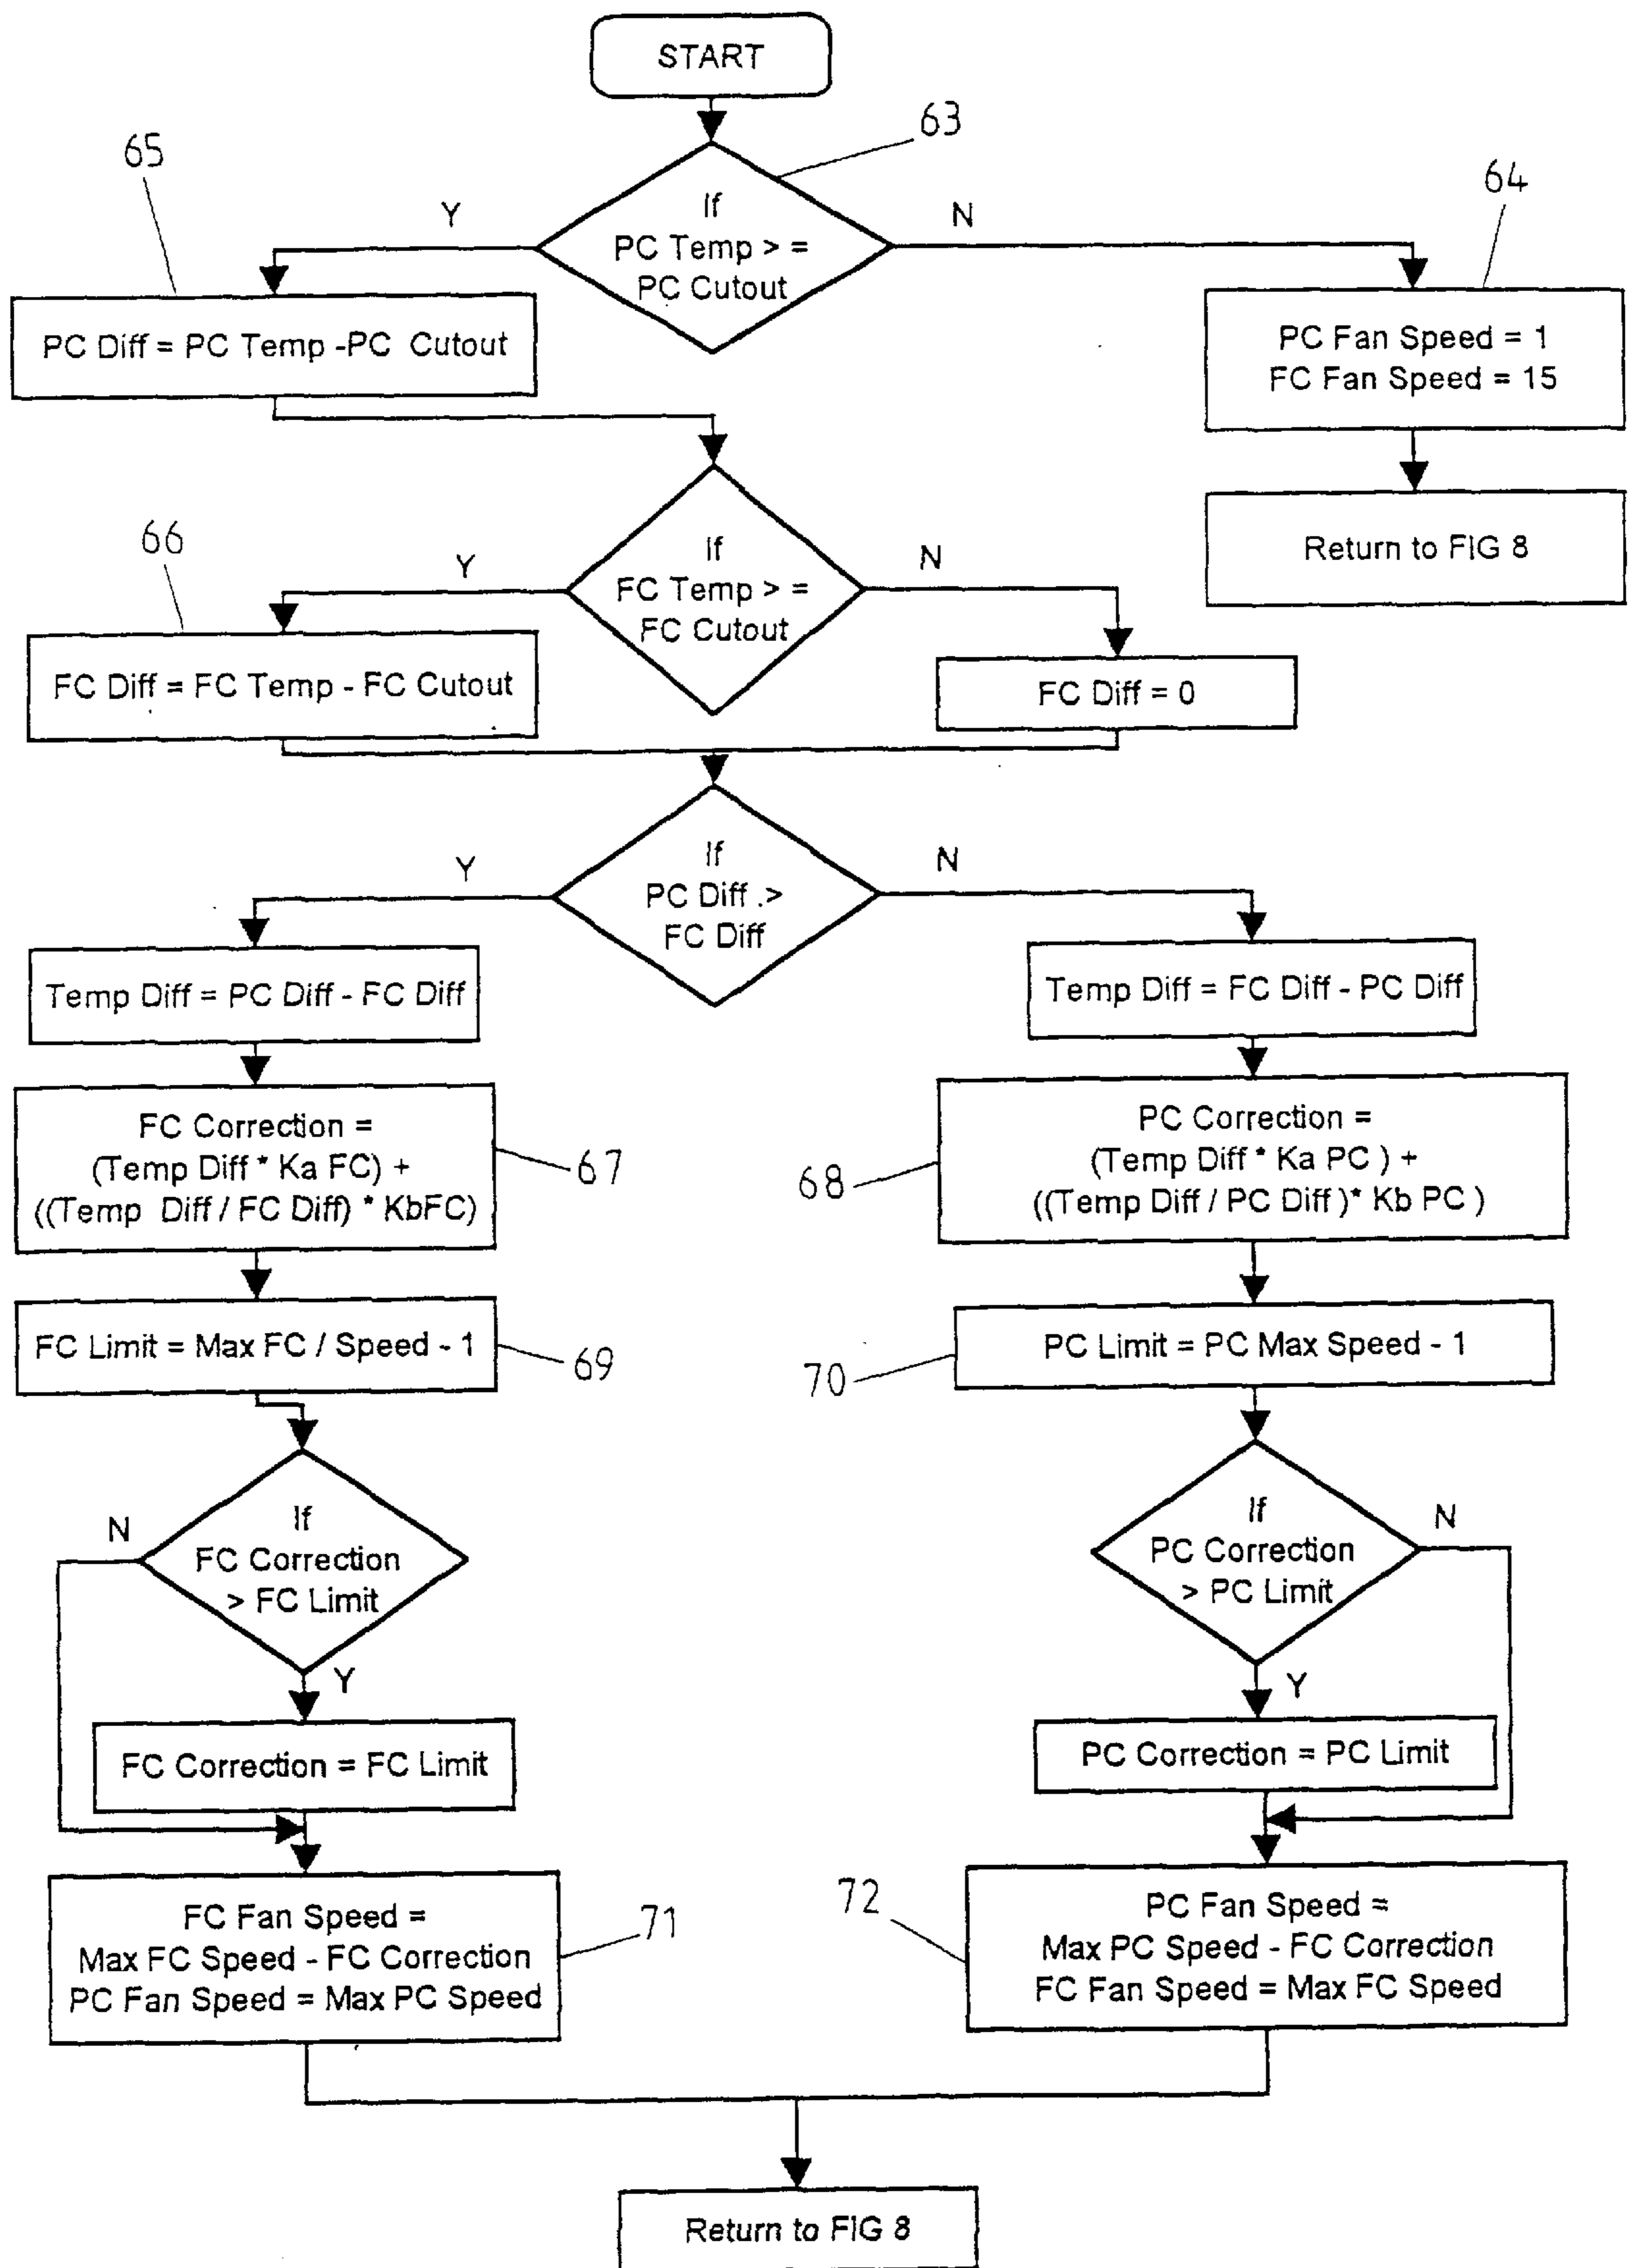 START
63
65
64
Y
N
If
PC Temp > =
PC Cutout
PC Diff = PC Temp -PC Cutout
PC Fan Speed = 1
FC Fan Speed = 15
Return to FIG 8
66
Y
N
If
FC Temp > =
FC Cutout
FC Diff = FC Temp - FC Cutout
FC Diff = 0
Y
N
If
PC Diff .>
FC Diff
Temp Diff = PC Diff - FC Diff
Temp Diff = FC Diff - PC Diff
FC Correction =
(Temp Diff * Ka FC) +
((Temp Diff / FC Diff) * KbFC)
67
68
PC Correction =
(Temp Diff * Ka PC ) +
((Temp Diff / PC Diff )* Kb PC )
FC Limit = Max FC / Speed - 1
69
70
PC Limit = PC Max Speed - 1
N
If
FC Correction
> FC Limit
Y
If
PC Correction
> PC Limit
N
Y
FC Correction = FC Limit
PC Correction = PC Limit
FC Fan Speed =
Max FC Speed - FC Correction
PC Fan Speed = Max PC Speed
71
72
PC Fan Speed =
Max PC Speed - FC Correction
FC Fan Speed = Max FC Speed
Return to FIG 8